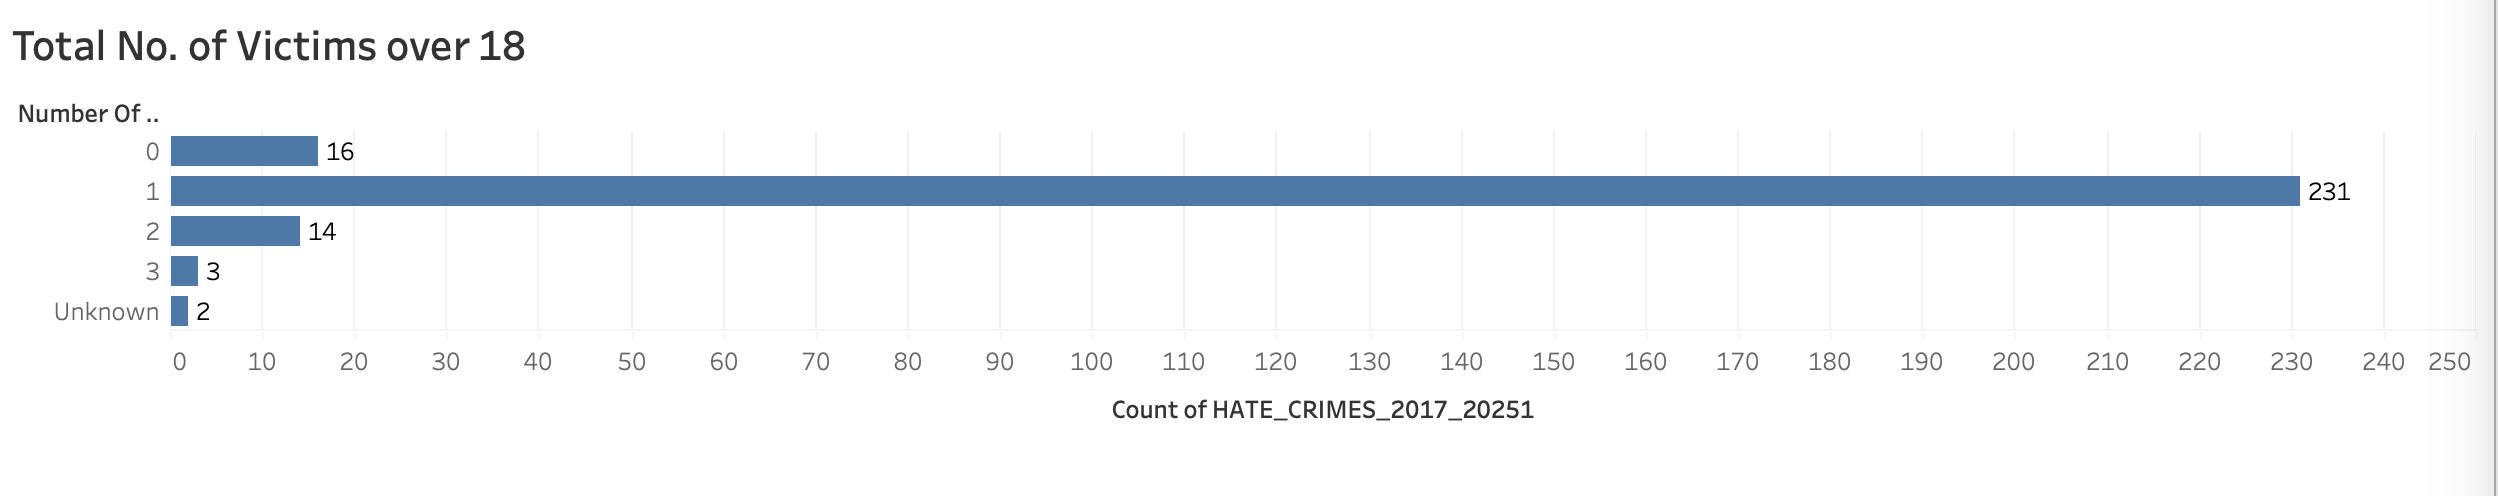 Total No. of Victims over 18
Number Of ..
0 16
1 231
2 14
3 3
Unknown 2
0 10 20 30 40 50 60 70 80 90 100 110 120 130 140 150 160 170 180 190 200 210 220 230 240 250
Count of HATE_CRIMES_2017_20251